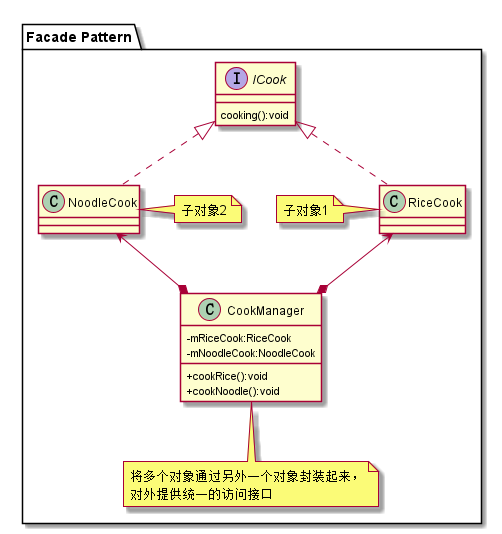 Facade Pattern
I ICook
cooking():void
C NoodleCook
子对象2
子对象1
C RiceCook
C CookManager
-mRiceCook:RiceCook
-mNoodleCook:NoodleCook
+cookRice():void
+cookNoodle():void
将多个对象通过另外一个对象封装起来，
对外提供统一的访问接口